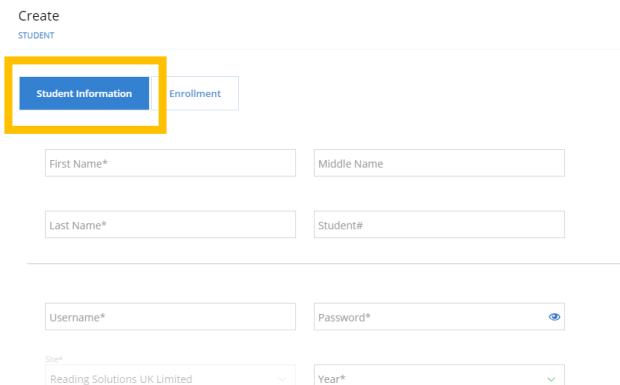 Create
STUDENT
Student Information Enrollment
First Name* Middle Name
Last Name* Student#
Username* Password*
Site*
Reading Solutions UK Limited Year*